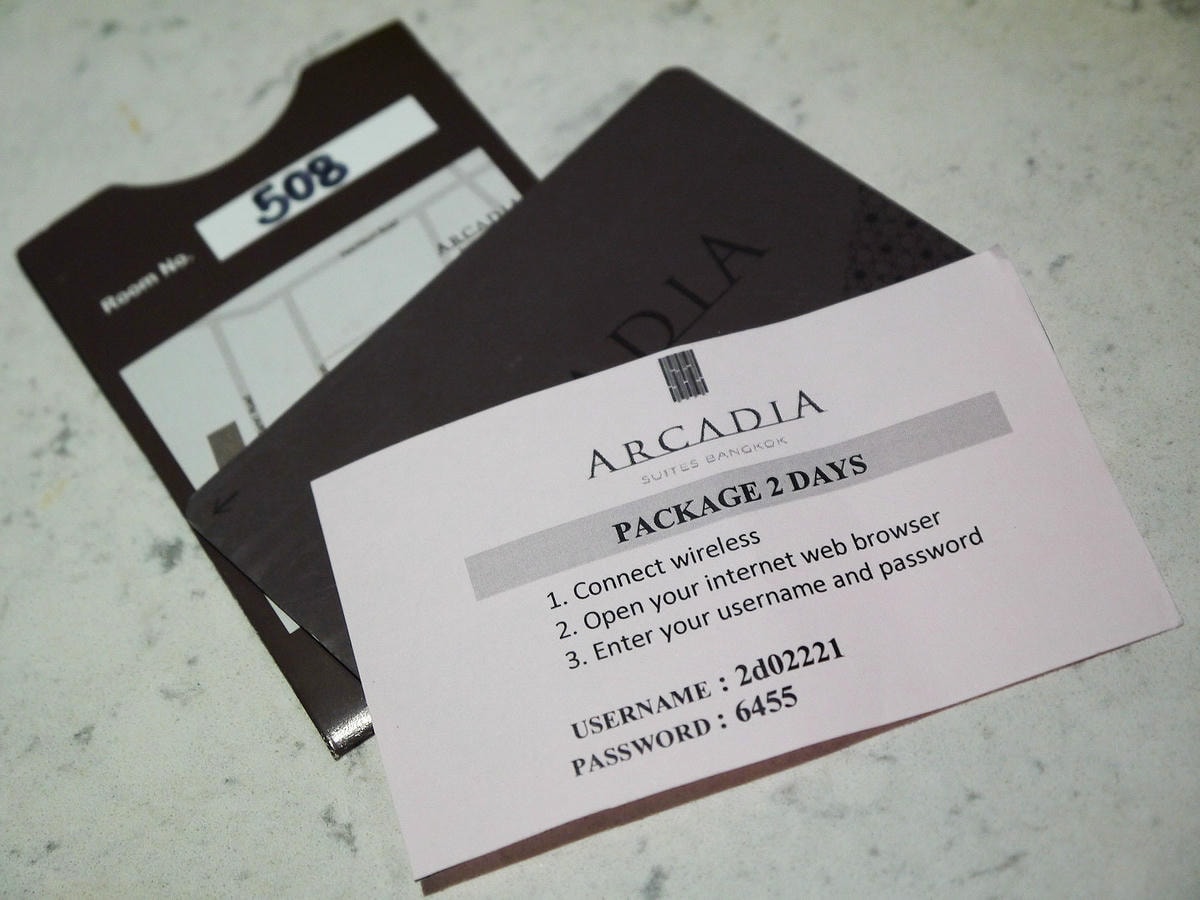 508
Room No.
ARCADIA
ADIA
ARCADIA
SUITES BANGKOK
PACKAGE 2 DAYS
1. Connect wireless
2. Open your internet web browser
3. Enter your username and password
USERNAME : 2d02221
PASSWORD : 6455